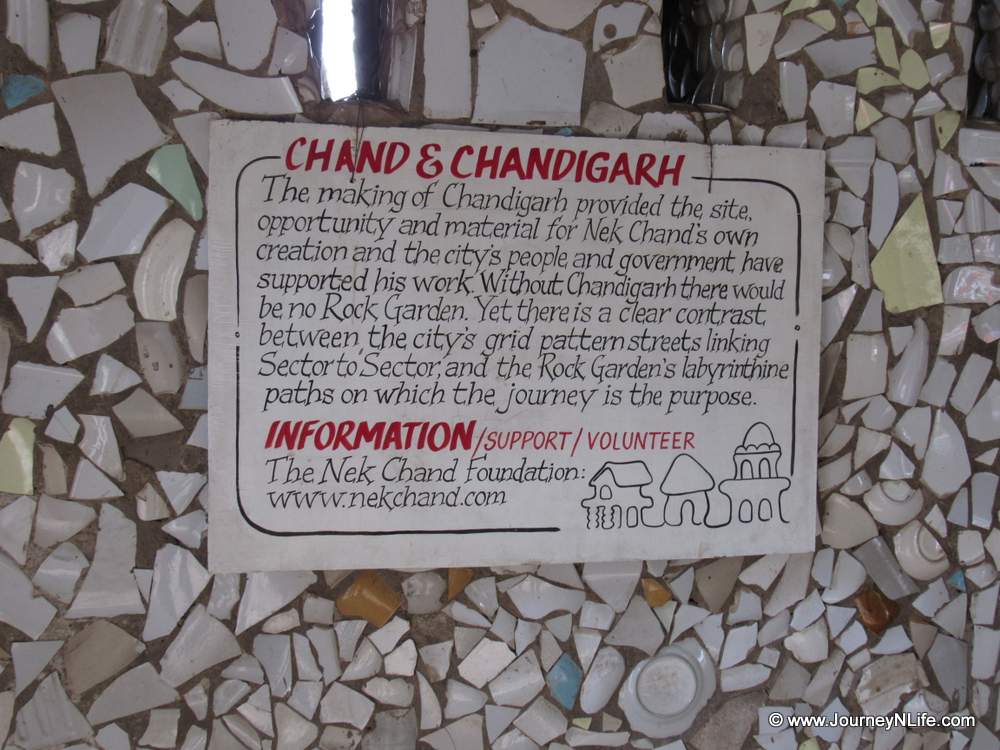 CHAND & CHANDIGARH
The making of Chandigarh provided the site,
opportunity and material for Nek Chand's own
creation and the city's people and government have
supported his work. Without Chandigarh there would
be no Rock Garden. Yet there is a clear contrast
between the city's grid pattern streets linking
Sector to Sector, and the Rock Garden's labyrinthine
paths on which the journey is the purpose.
INFORMATION/SUPPORT/VOLUNTEER
The Nek Chand Foundation:
www.nekchand.com
© www.JourneyNLife.com